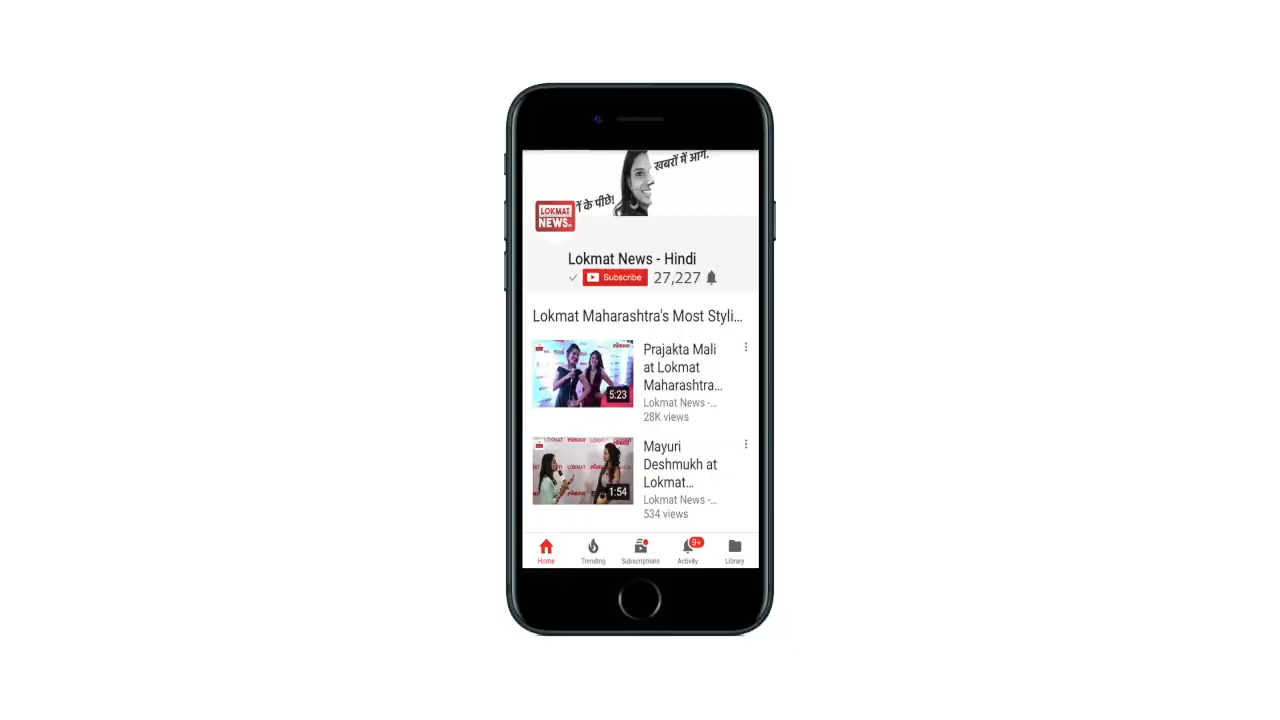 खबरों में आगे.
ों के पीछे!
LOKMAT
NEWS
Lokmat News - Hindi
Subscribe 27,227
Lokmat Maharashtra's Most Styli...
Prajakta Mali
at Lokmat
Maharashtra...
Lokmat News -...
28K views
5:23
Mayuri
Deshmukh at
Lokmat...
Lokmat News -...
534 views
LOKMAT
1:54
9+
Home Trending Subscriptions Activity Library